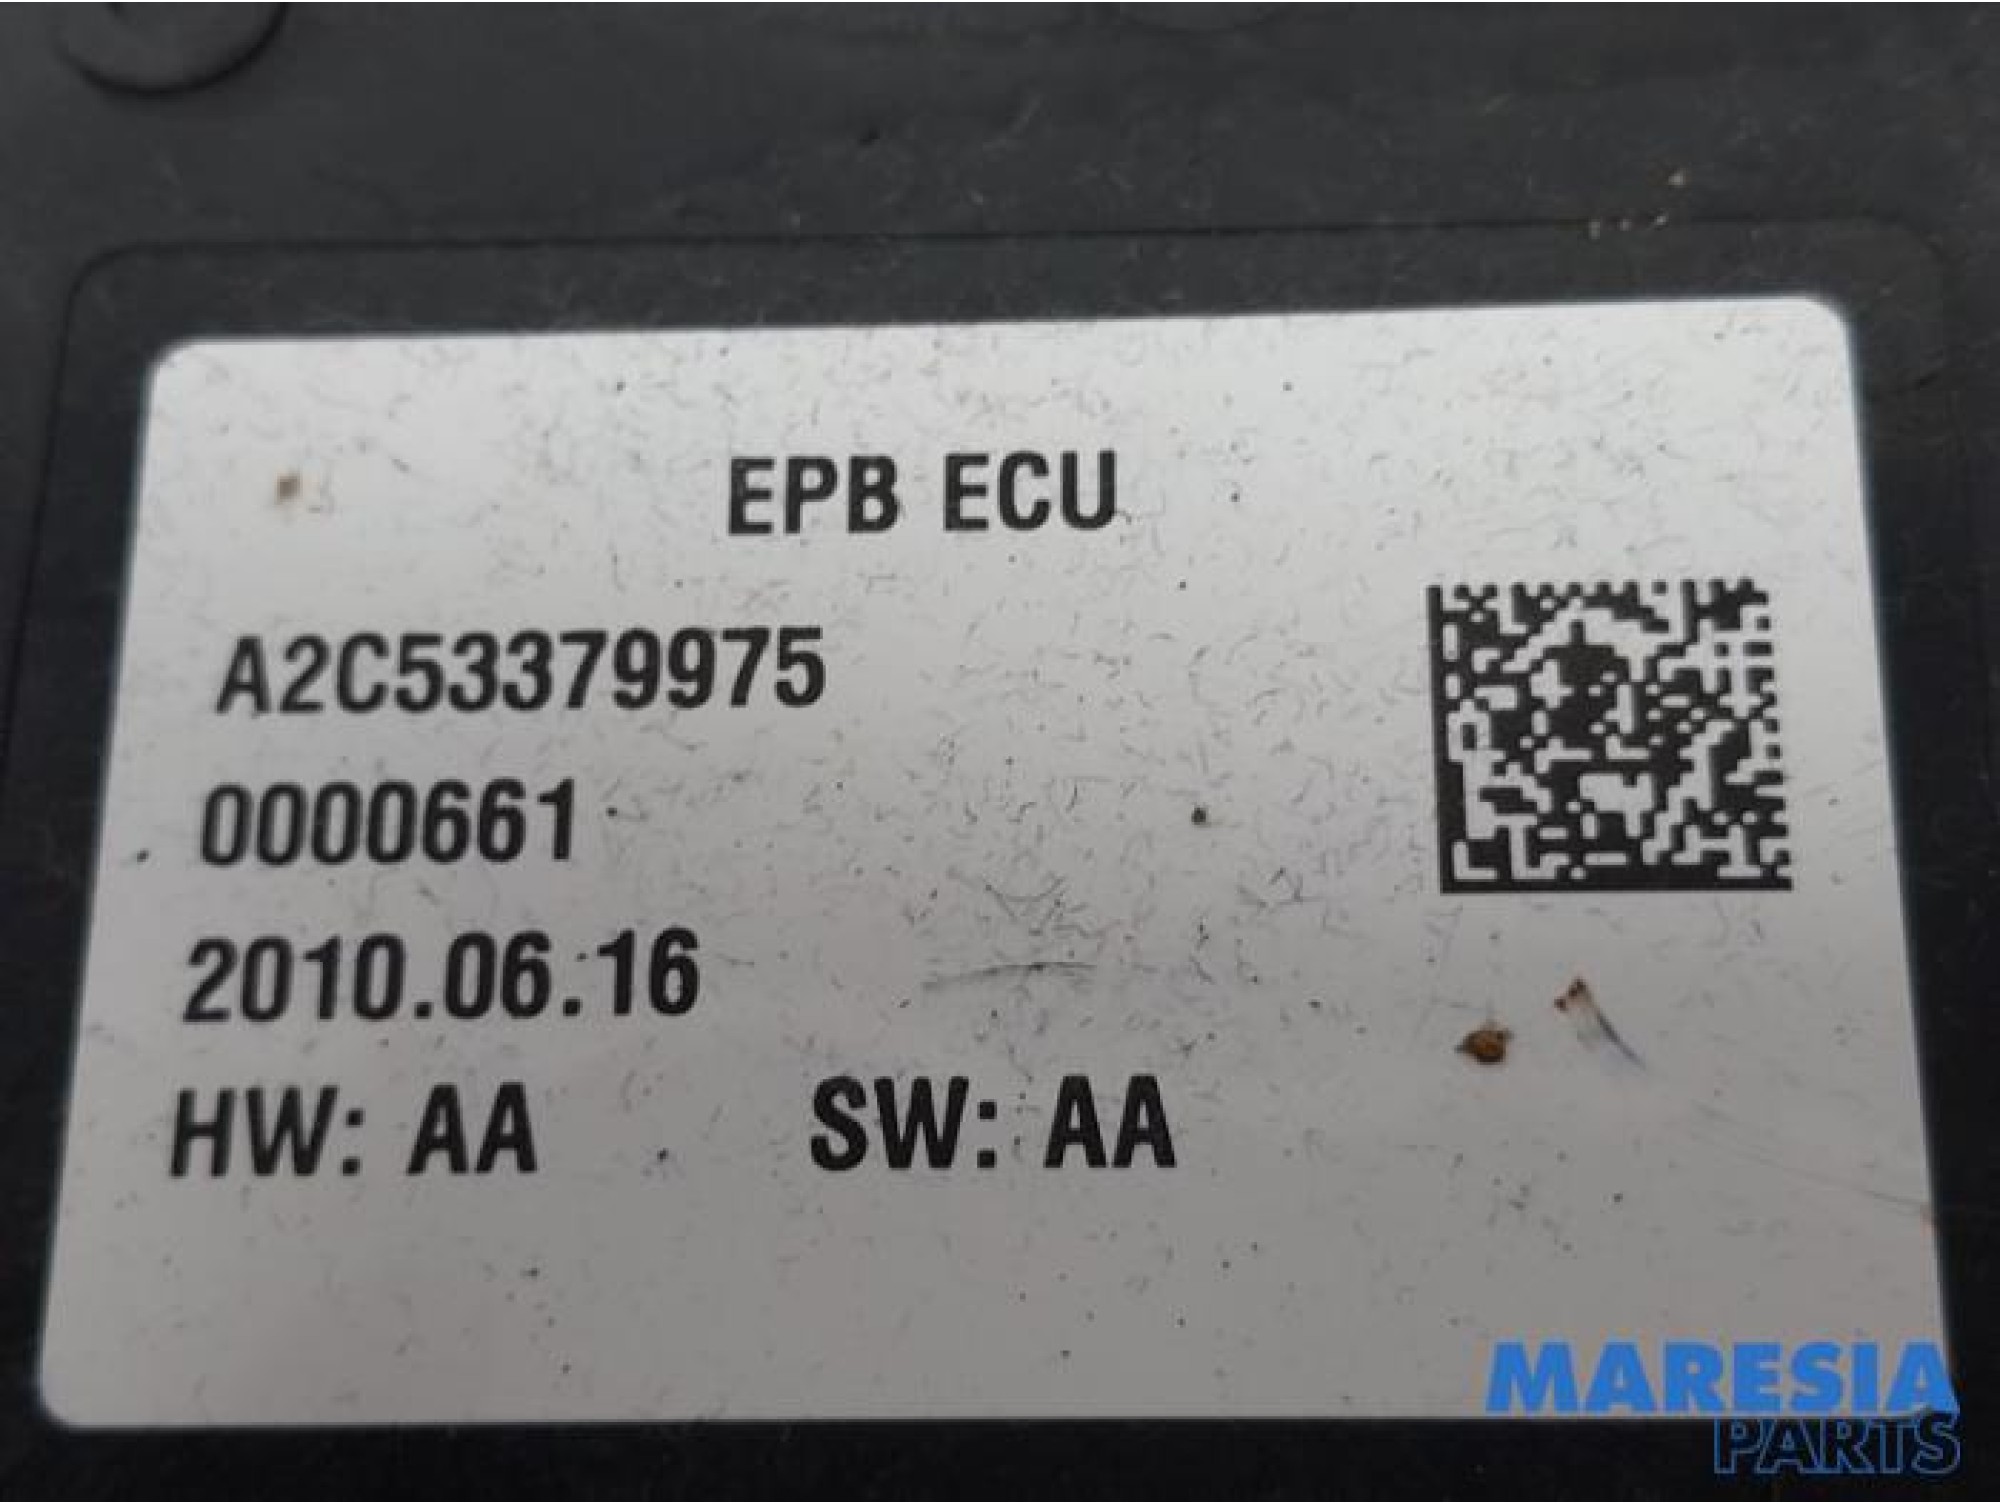 EPB ECU
A2C53379975
0000661
2010.06.16
HW: AA SW: AA
MARESIA
PARTS